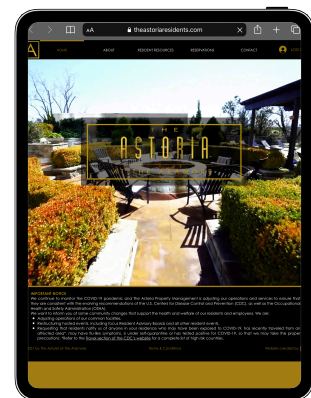 AA theastoriaresidents.com
A HOME ABOUT RESIDENT RESOURCES RESERVATIONS CONTACT
THE
ASTORIA
IMPORTANT NOTICE
We continue to monitor the COVID-19 pandemic and the Astoria Property Management is adjusting our operations and services to ensure that
they are consistent with the evolving recommendations of the U.S. Centers for Disease Control and Prevention (CDC), as well as the Occupational
Health and Safety Administration (OSHA).
We want to inform you of some community changes that support the health and welfare of our residents and employees. We are:
Adjusting operations of our common facilities.
Restructuring hosted events, including focus Resident Advisory Boards and all other resident events.
Requesting that residents notify us of anyone in your residence who may have been exposed to COVID-19, has recently traveled from an
affected area*, may have flu-like symptoms, is under self-quarantine or has tested positive for COVID-19, so that we may take the proper
precautions. *Refer to the Travel section of the CDC's website for a complete list of high-risk countries.
Terms & Conditions